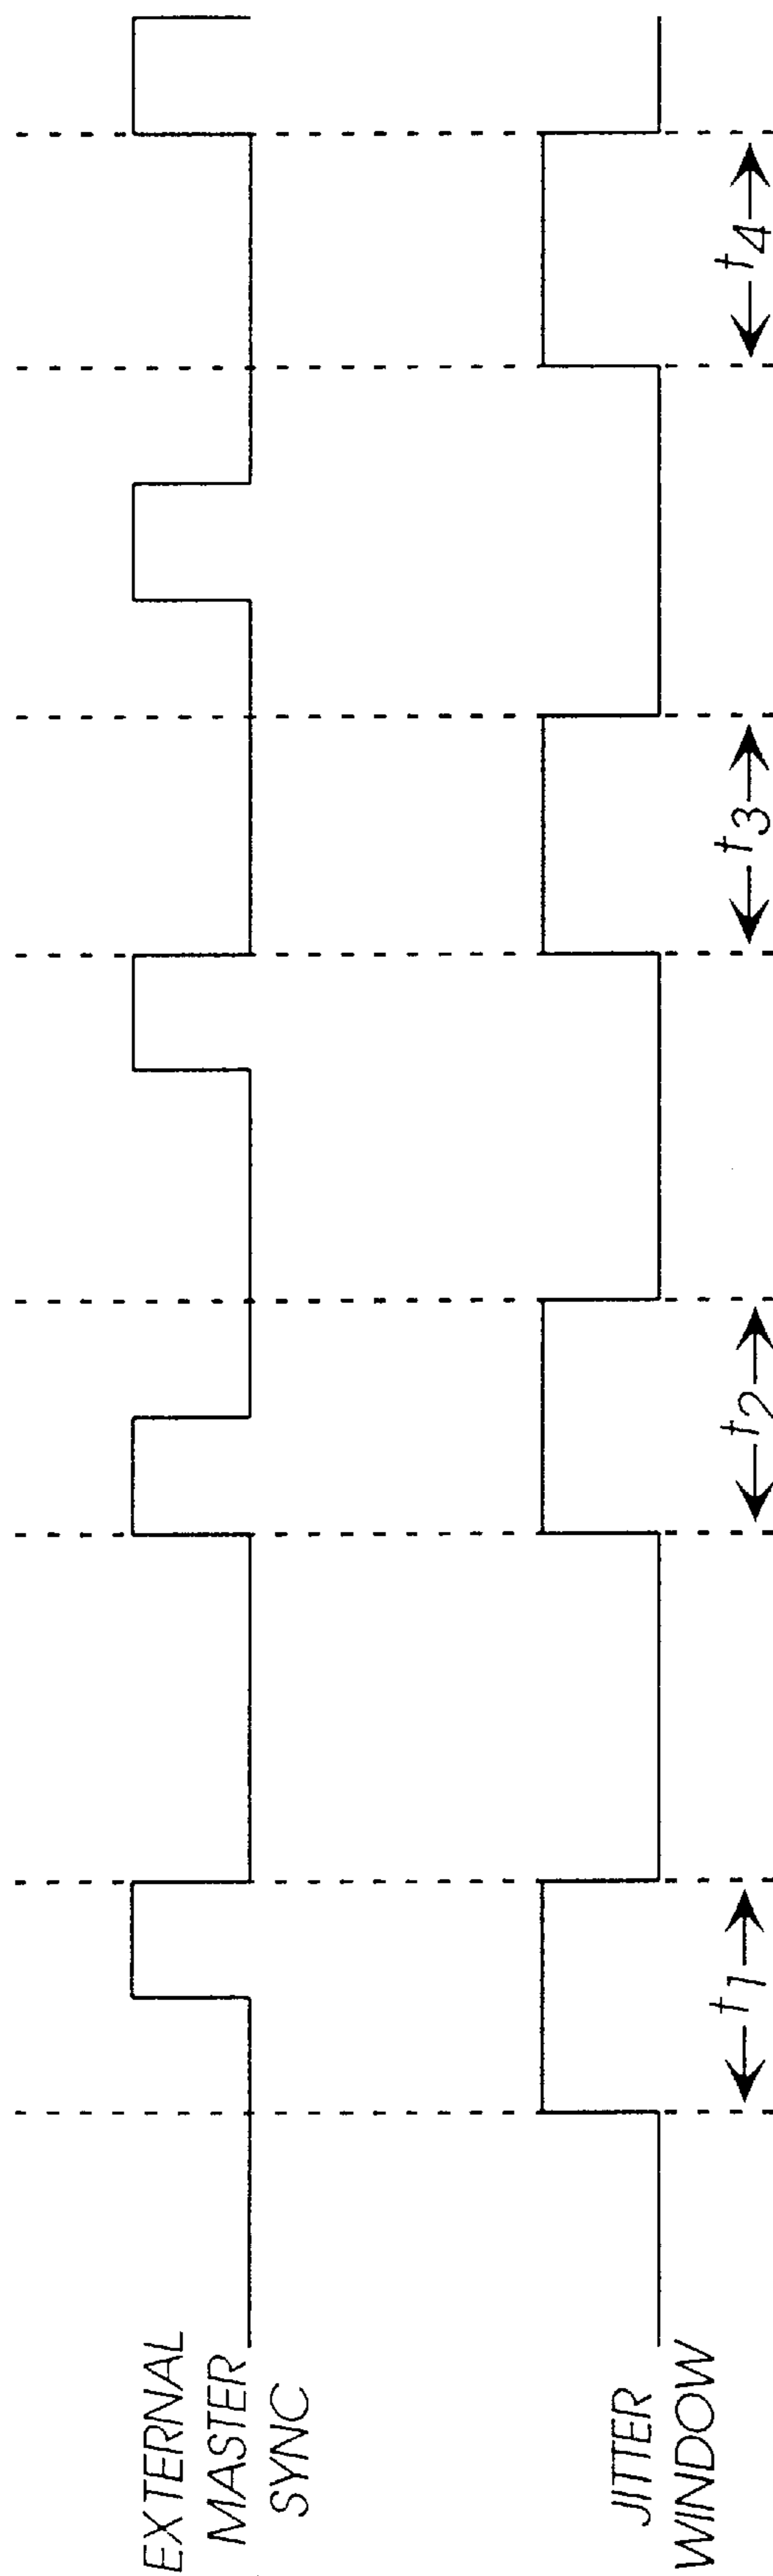 EXTERNAL
MASTER
SYNC
JITTER
WINDOW
t1
t2
t3
t4